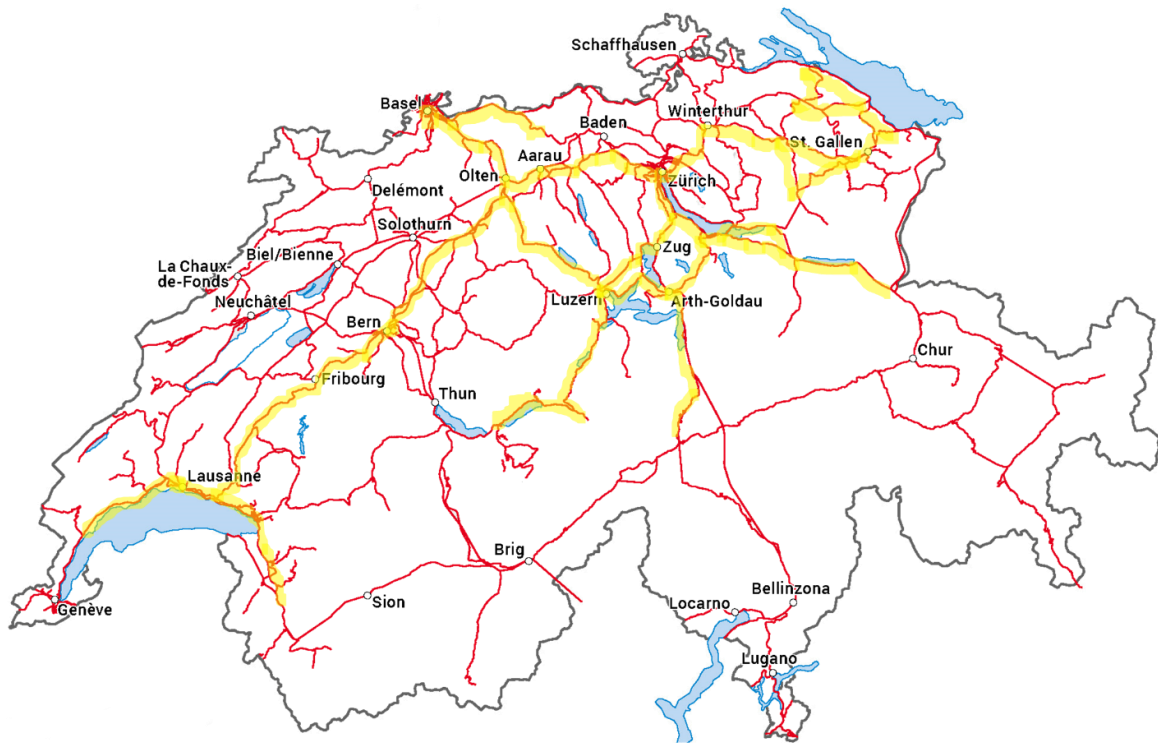 Schaffhausen
Basel
Winterthur
Baden
St. Gallen
Aarau
Olten
Zürich
Delémont
Solothurn
Biel/Bienne
Zug
La Chaux-
de-Fonds
Neuchâtel
Luzern
Arth-Goldau
Bern
Chur
Fribourg
Thun
Lausanne
Brig
Sion
Genève
Locarno
Bellinzona
Lugano